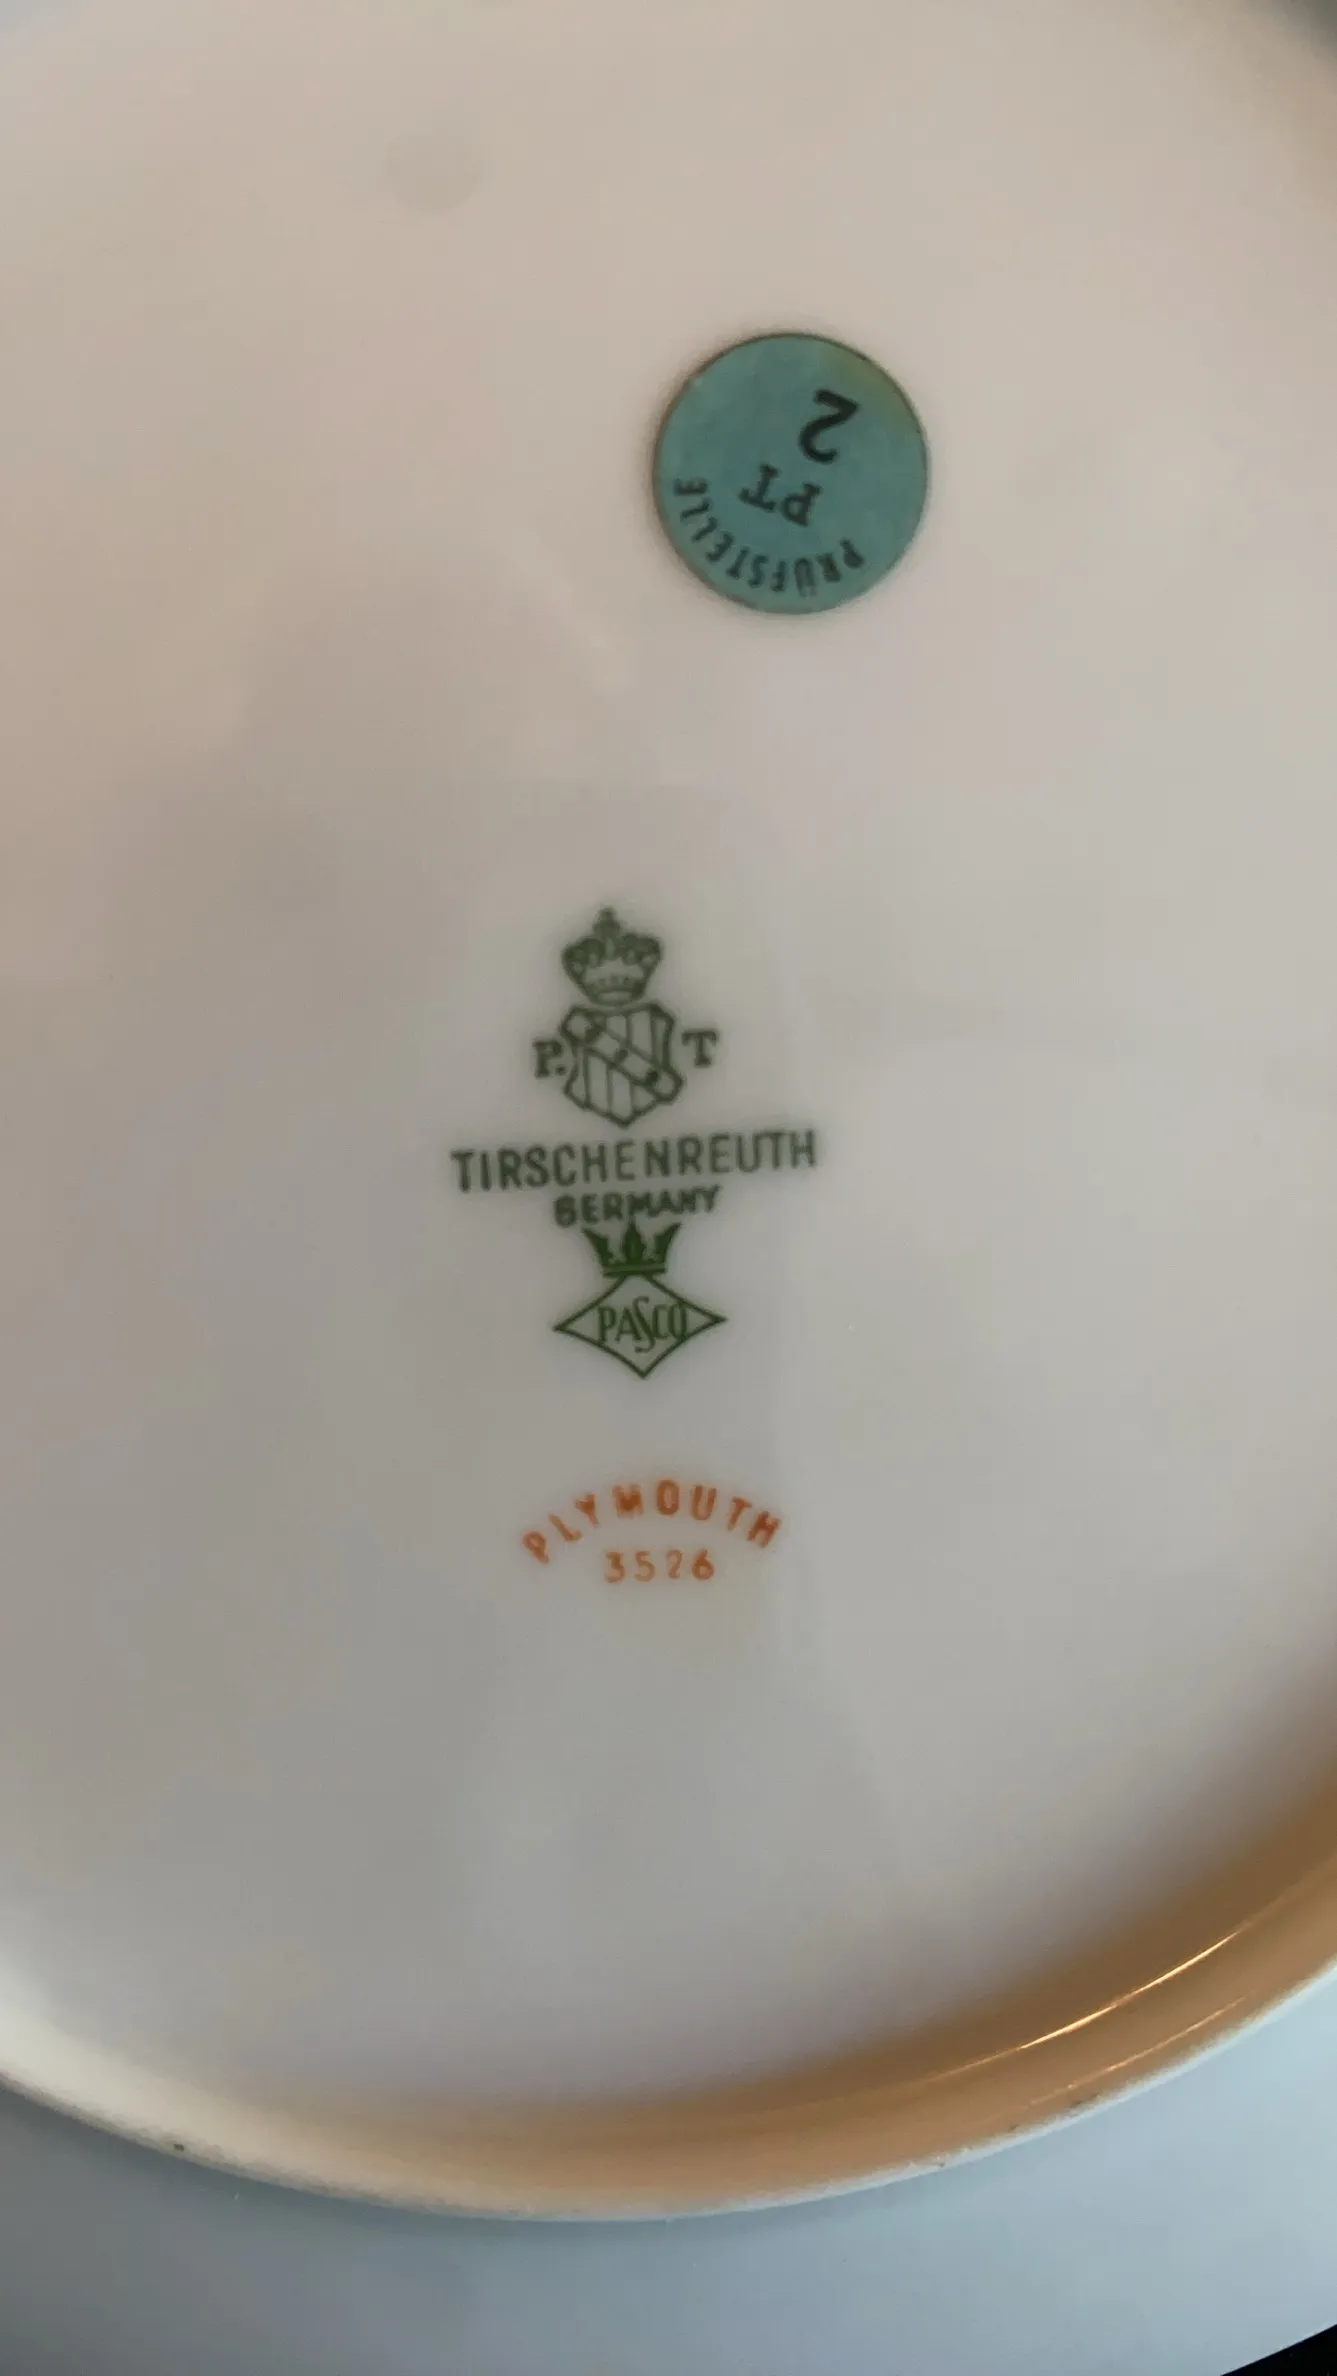 2
PT
PRÜFSTELLE
P. T
TIRSCHENREUTH
GERMANY
PASCO
PLYMOUTH
3526